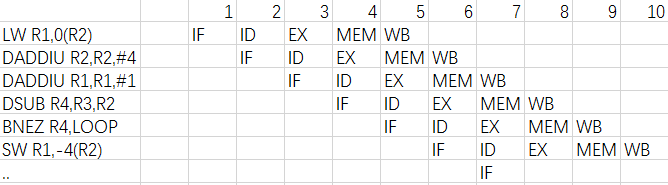 1 2 3 4 5 6 7 8 9 10
LW R1,0(R2) IF ID EX MEM WB
DADDIU R2,R2,#4 IF ID EX MEM WB
DADDIU R1,R1,#1 IF ID EX MEM WB
DSUB R4,R3,R2 IF ID EX MEM WB
BNEZ R4,LOOP IF ID EX MEM WB
SW R1,-4(R2) IF ID EX MEM WB
.. IF